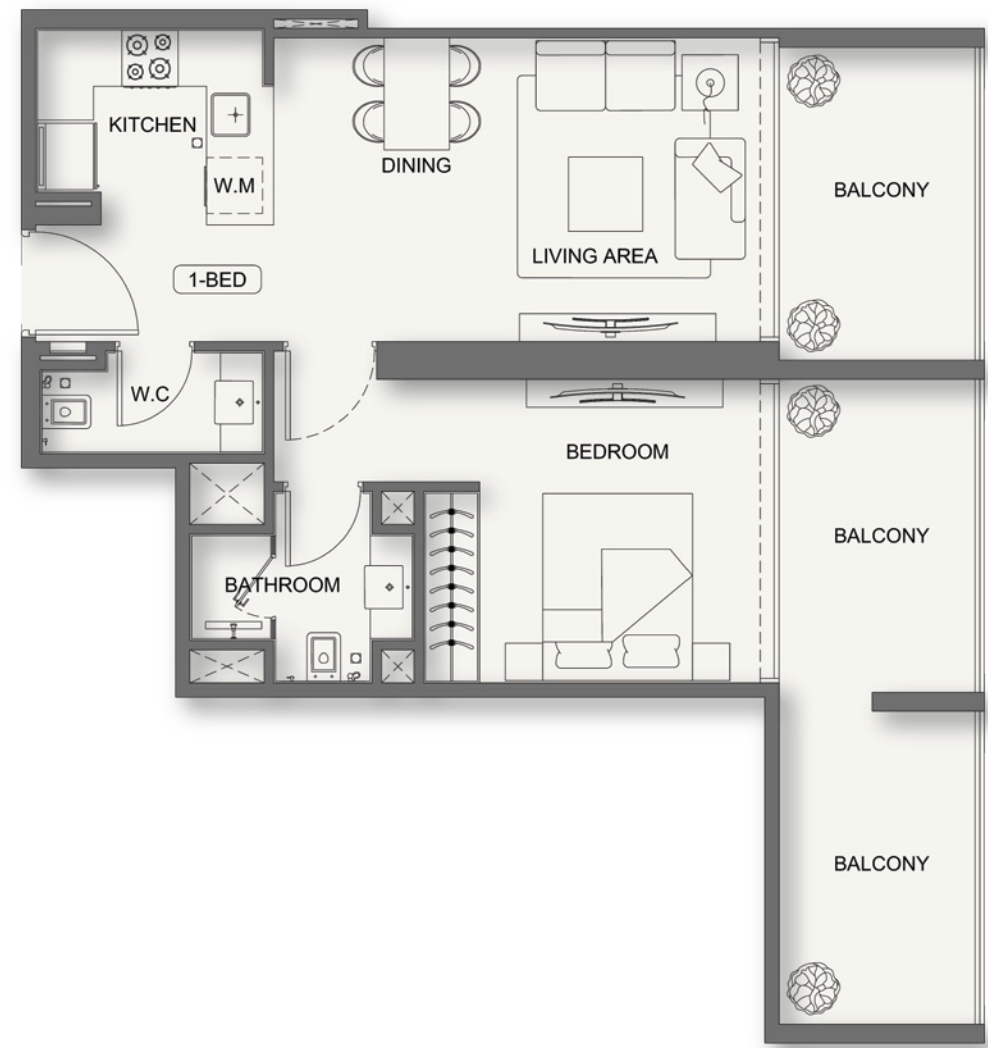 KITCHEN
DINING
W.M
BALCONY
LIVING AREA
1-BED
W.C
BEDROOM
BALCONY
BATHROOM
BALCONY